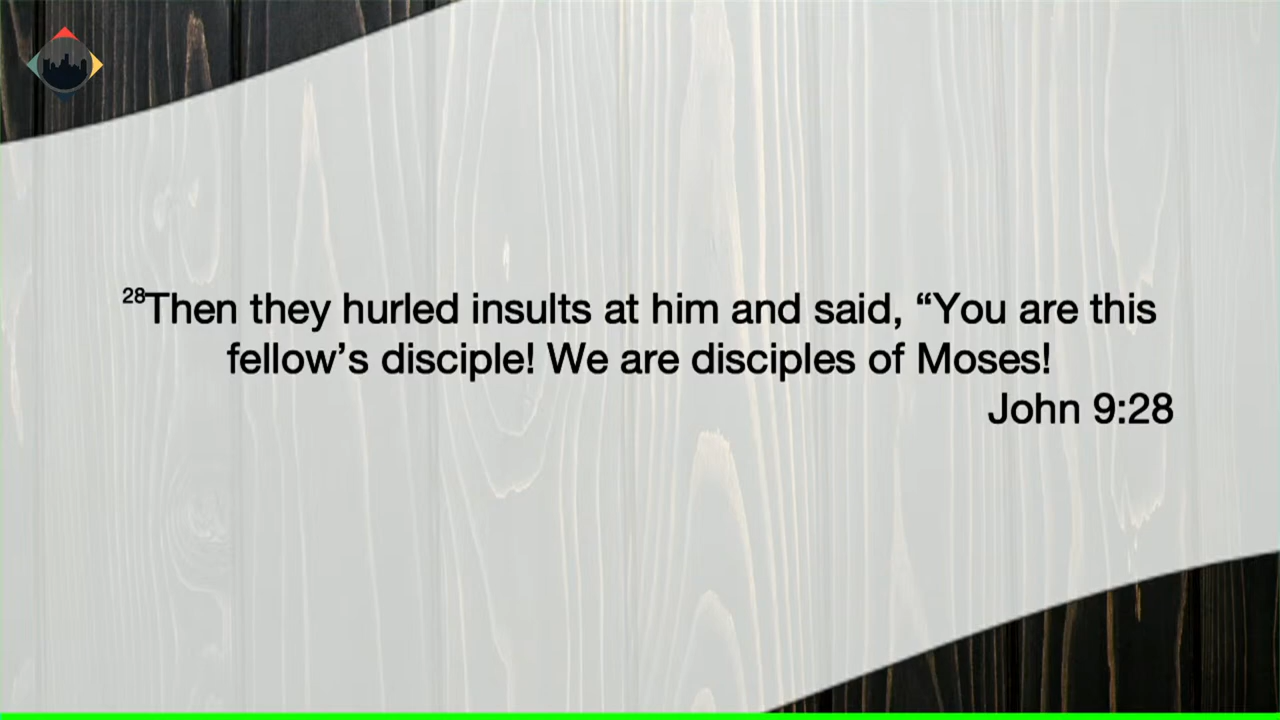 28Then they hurled insults at him and said, “You are this
fellow’s disciple! We are disciples of Moses!
John 9:28